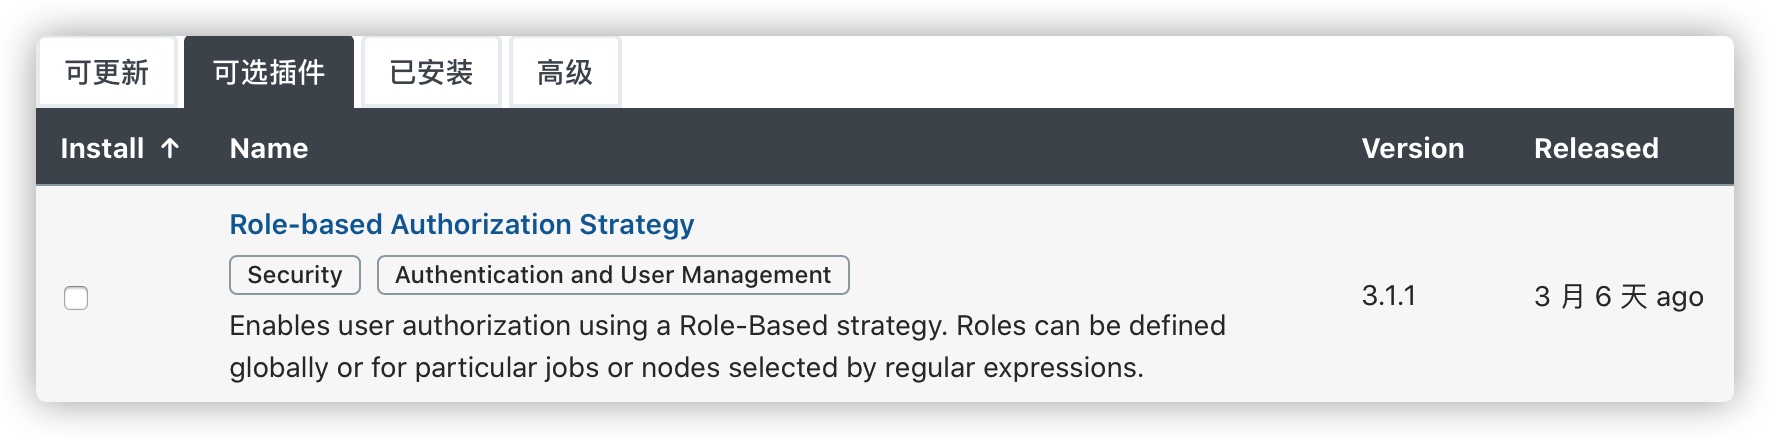 可更新 可选插件 已安装 高级
Install ↑ Name Version Released
Role-based Authorization Strategy
Security Authentication and User Management
3.1.1 3 月 6 天 ago
Enables user authorization using a Role-Based strategy. Roles can be defined
globally or for particular jobs or nodes selected by regular expressions.